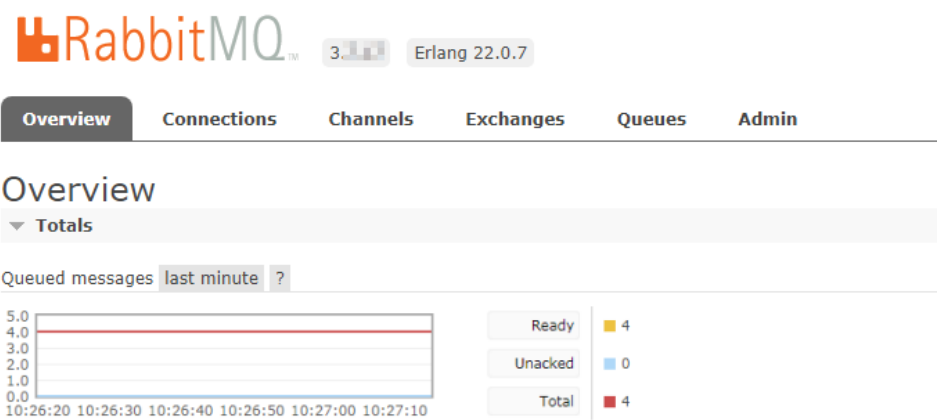 RabbitMQ™ 3. Erlang 22.0.7
Overview Connections Channels Exchanges Queues Admin
Overview
Totals
Queued messages last minute ?
5.0
4.0
3.0
2.0
1.0
0.0
10:26:20 10:26:30 10:26:40 10:26:50 10:27:00 10:27:10
Ready 4
Unacked 0
Total 4